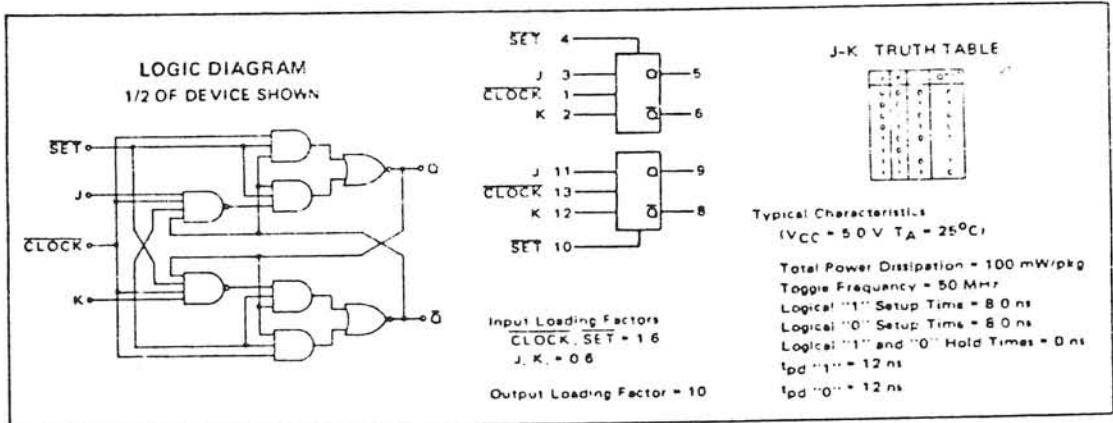 LOGIC DIAGRAM
1/2 OF DEVICE SHOWN
SET
J
CLOCK
K
Q
Q
SET 4
J 3
CLOCK 1
K 2
Q 5
Q 6
J 11
CLOCK 13
K 12
SET 10
Q 9
Q 8
Input Loading Factors
CLOCK, SET = 1.6
J, K, = 0.6
Output Loading Factor = 10
J-K TRUTH TABLE
Typical Characteristics
(VCC = 5.0 V TA = 25°C)
Total Power Dissipation = 100 mW/pkg
Toggle Frequency = 50 MHz
Logical "1" Setup Time = 8.0 ns
Logical "0" Setup Time = 8.0 ns
Logical "1" and "0" Hold Times = 0 ns
tpd "1" = 12 ns
tpd "0" = 12 ns